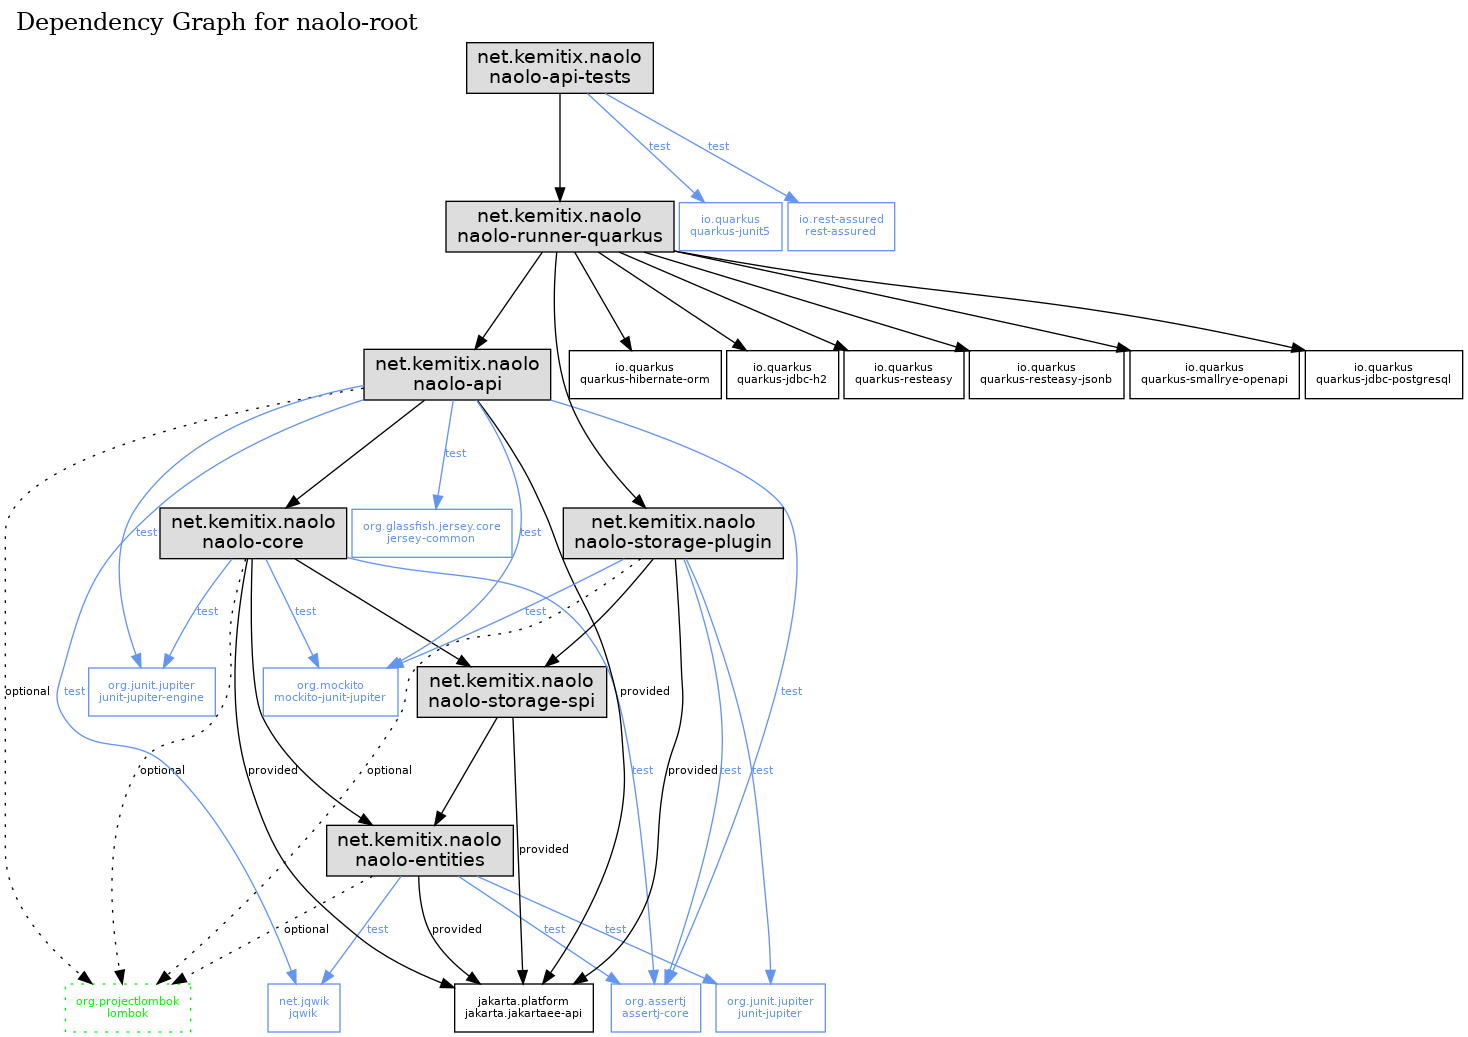 Dependency Graph for naolo-root
net.kemitix.naolo
naolo-api-tests
test
test
net.kemitix.naolo
naolo-runner-quarkus
io.quarkus
quarkus-junit5
io.rest-assured
rest-assured
net.kemitix.naolo
naolo-api
io.quarkus
quarkus-hibernate-orm
io.quarkus
quarkus-jdbc-h2
io.quarkus
quarkus-resteasy
io.quarkus
quarkus-resteasy-jsonb
io.quarkus
quarkus-smallrye-openapi
io.quarkus
quarkus-jdbc-postgresql
test
test
net.kemitix.naolo
naolo-core
org.glassfish.jersey.core
jersey-common
test
net.kemitix.naolo
naolo-storage-plugin
test
test
test
optional
test
org.junit.jupiter
junit-jupiter-engine
org.mockito
mockito-junit-jupiter
net.kemitix.naolo
naolo-storage-spi
provided
test
optional
provided
optional
test
provided
test
test
net.kemitix.naolo
naolo-entities
provided
optional
test
provided
test
test
org.projectlombok
lombok
net.jqwik
jqwik
jakarta.platform
jakarta.jakartaee-api
org.assertj
assertj-core
org.junit.jupiter
junit-jupiter